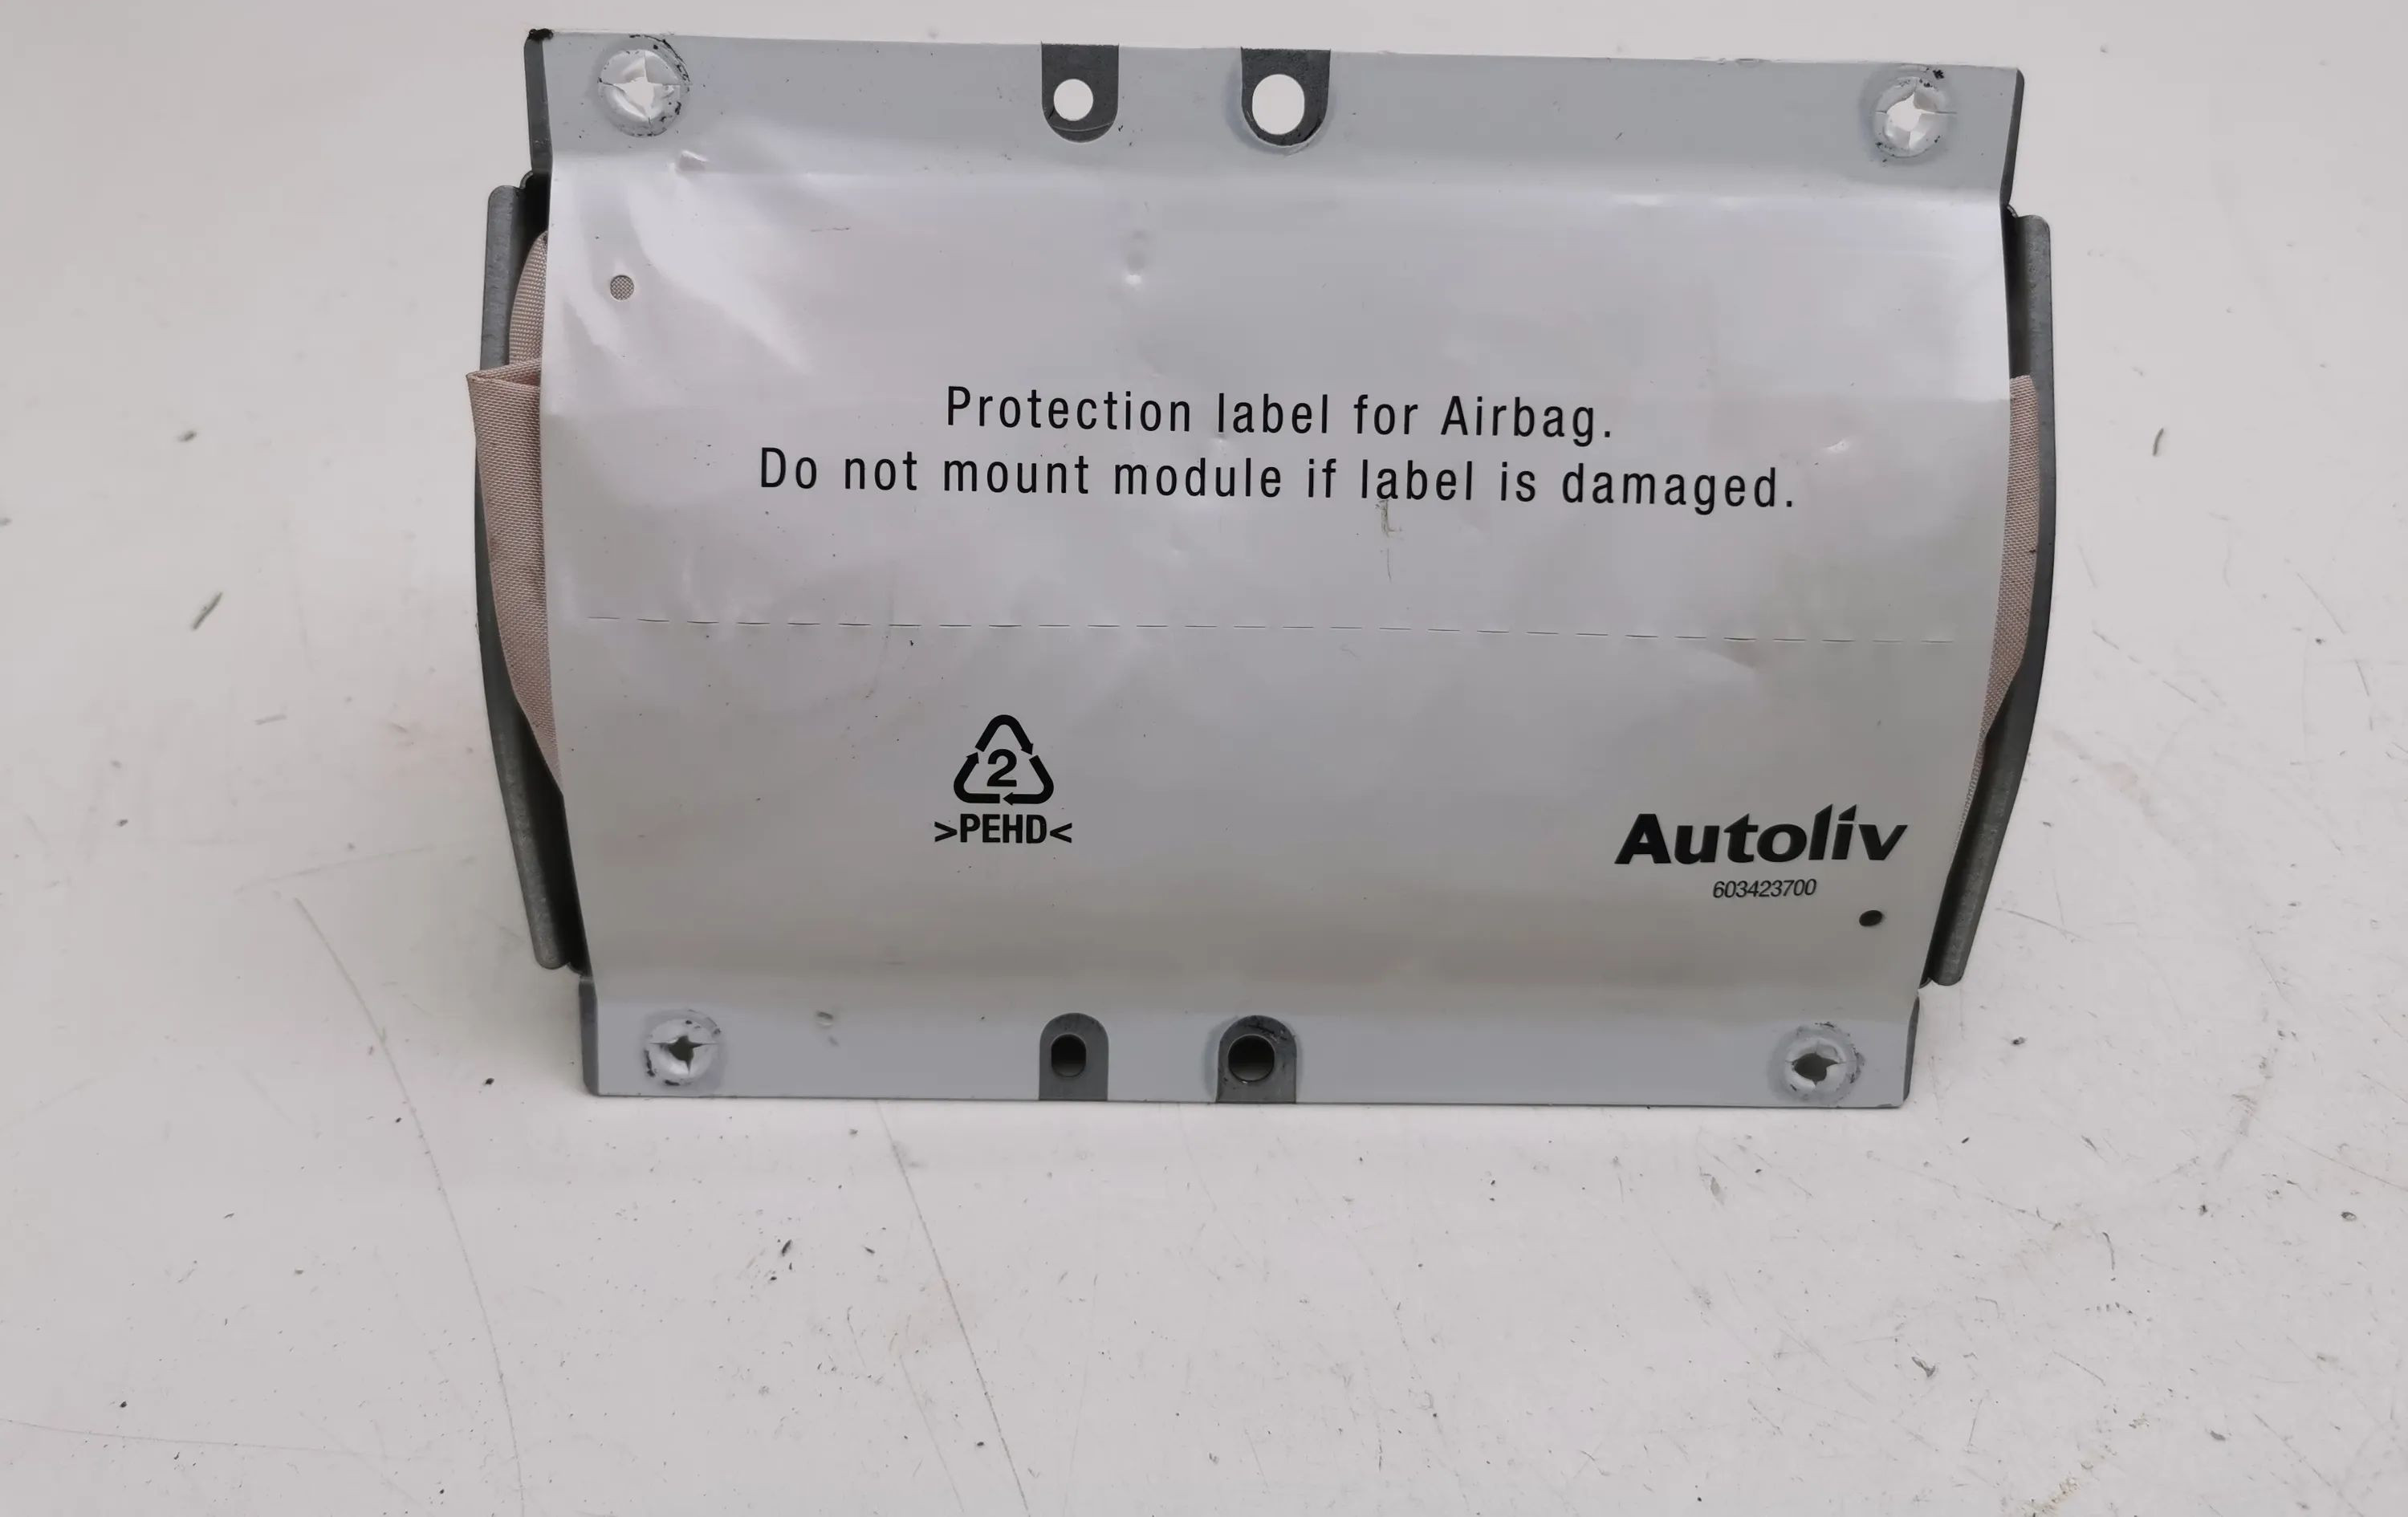 Protection label for Airbag.
Do not mount module if label is damaged.
2
>PEHD<
Autoliv
603423700